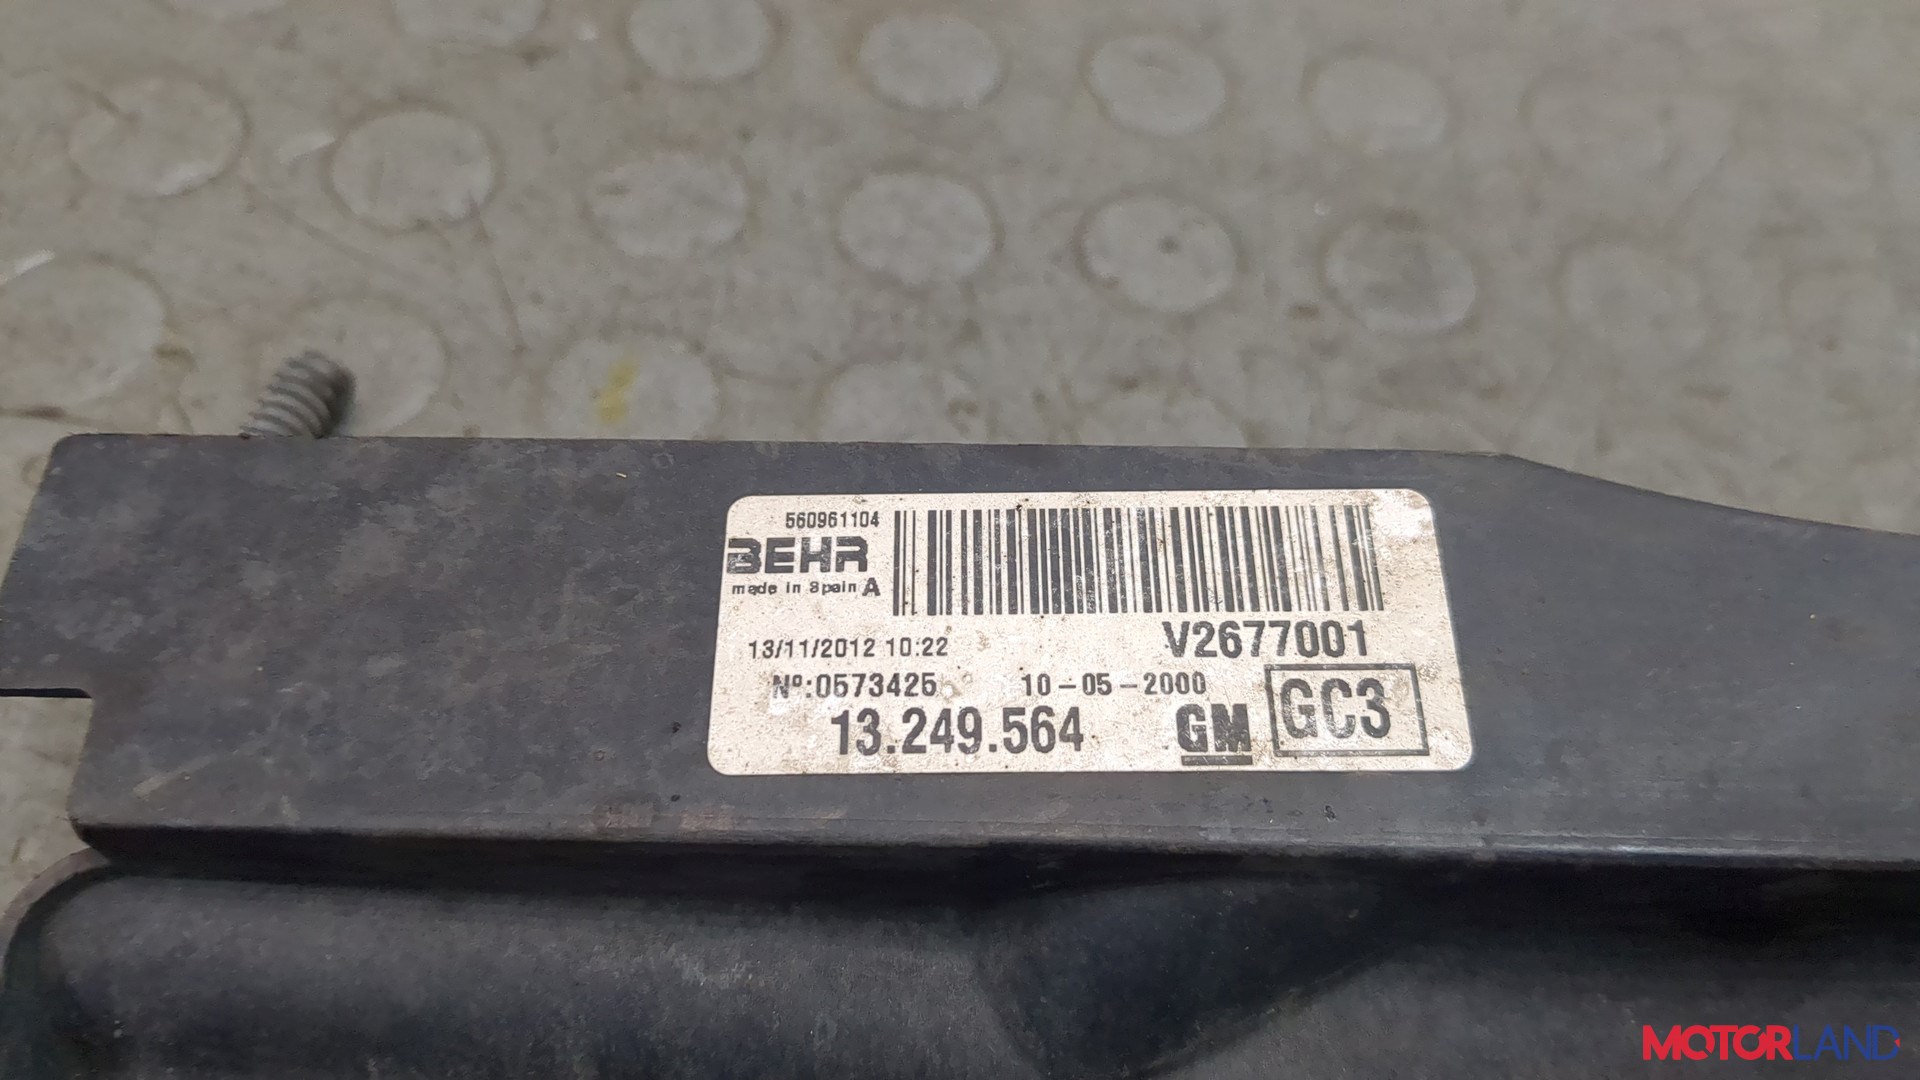 560961104
BEHR
made in Spain A
V2677001
13/11/2012 10:22
Nº:0573425 10-05-2000
13.249.564 GM GC3
MOTORLAND